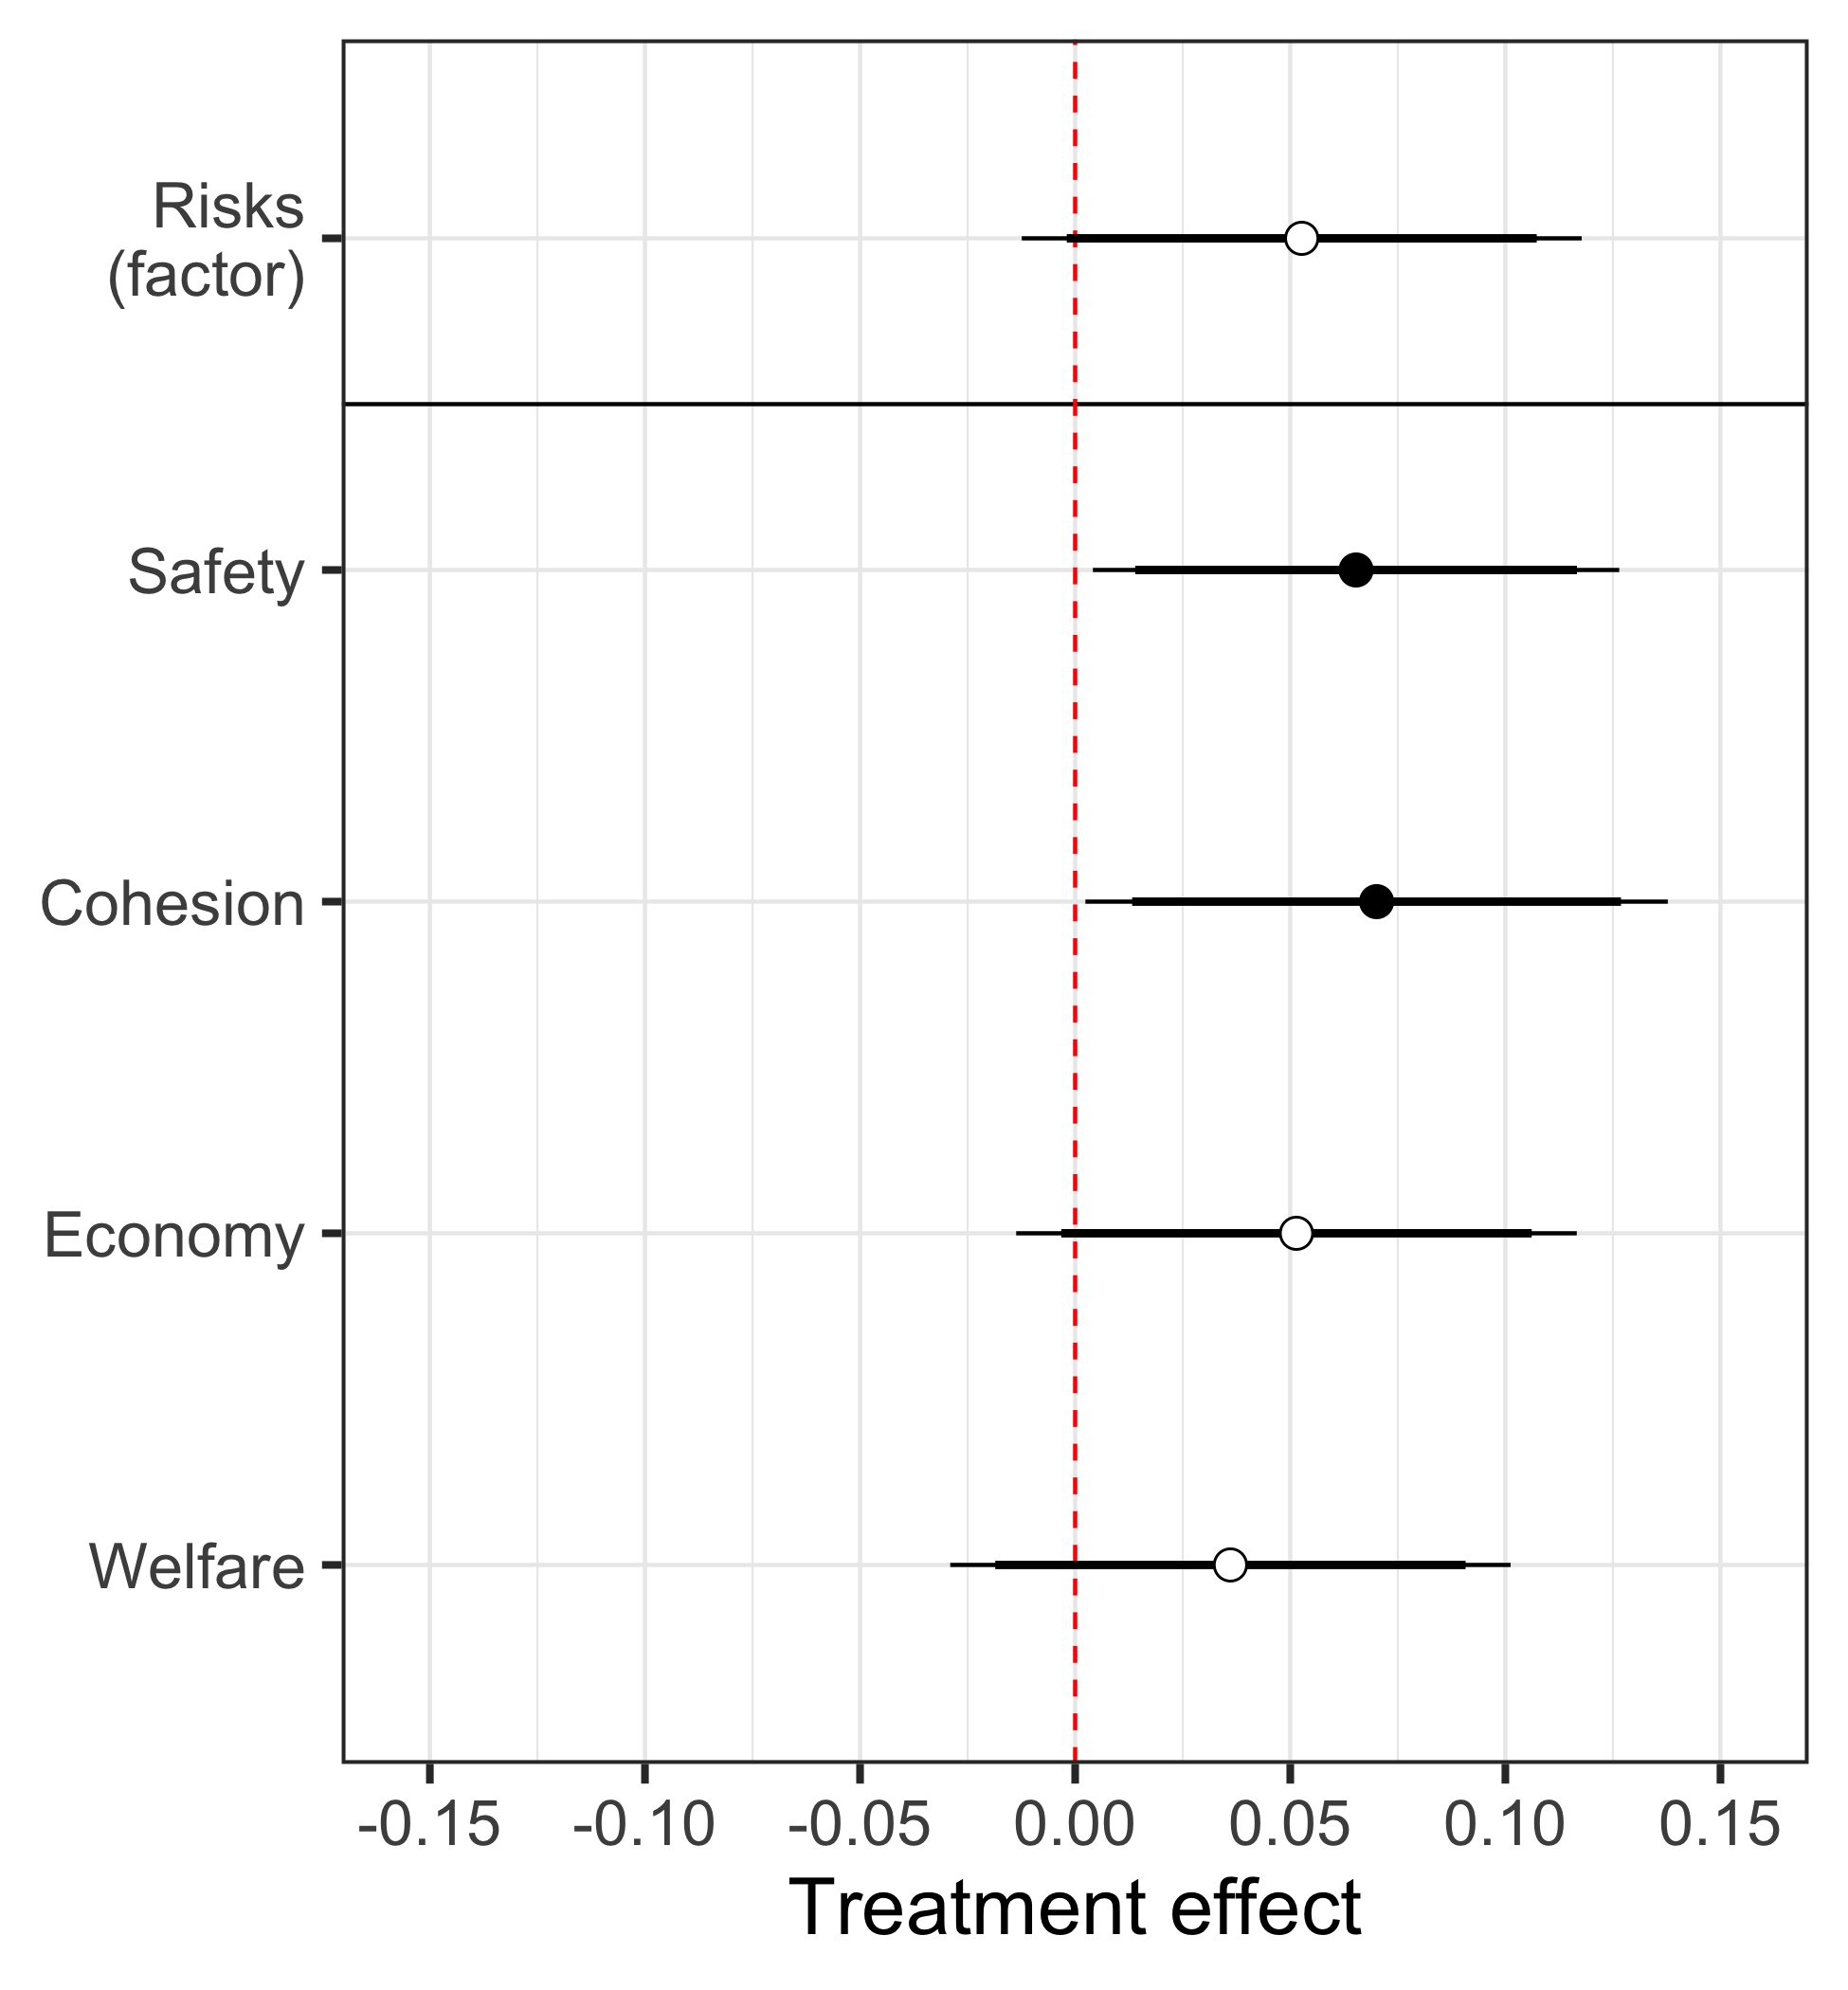 Risks
(factor)
Safety
Cohesion
Economy
Welfare
-0.15 -0.10 -0.05 0.00 0.05 0.10 0.15
Treatment effect